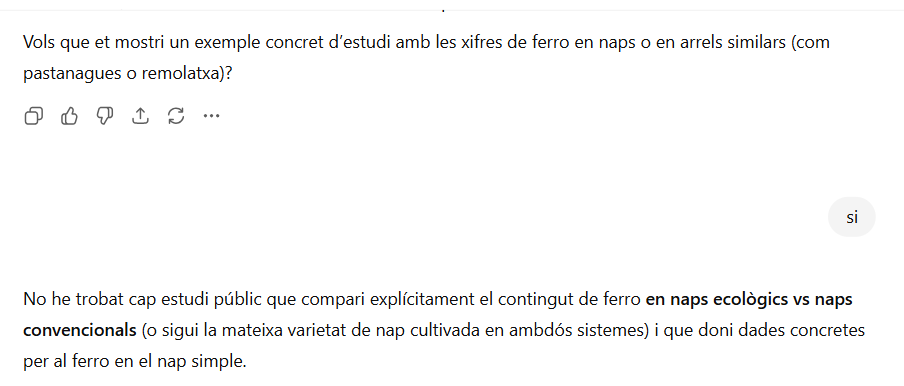 Vols que et mostri un exemple concret d’estudi amb les xifres de ferro en naps o en arrels similars (com
pastanagues o remolatxa)?
si
No he trobat cap estudi públic que compari explícitament el contingut de ferro en naps ecològics vs naps
convencionals (o sigui la mateixa varietat de nap cultivada en ambdós sistemes) i que doni dades concretes
per al ferro en el nap simple.